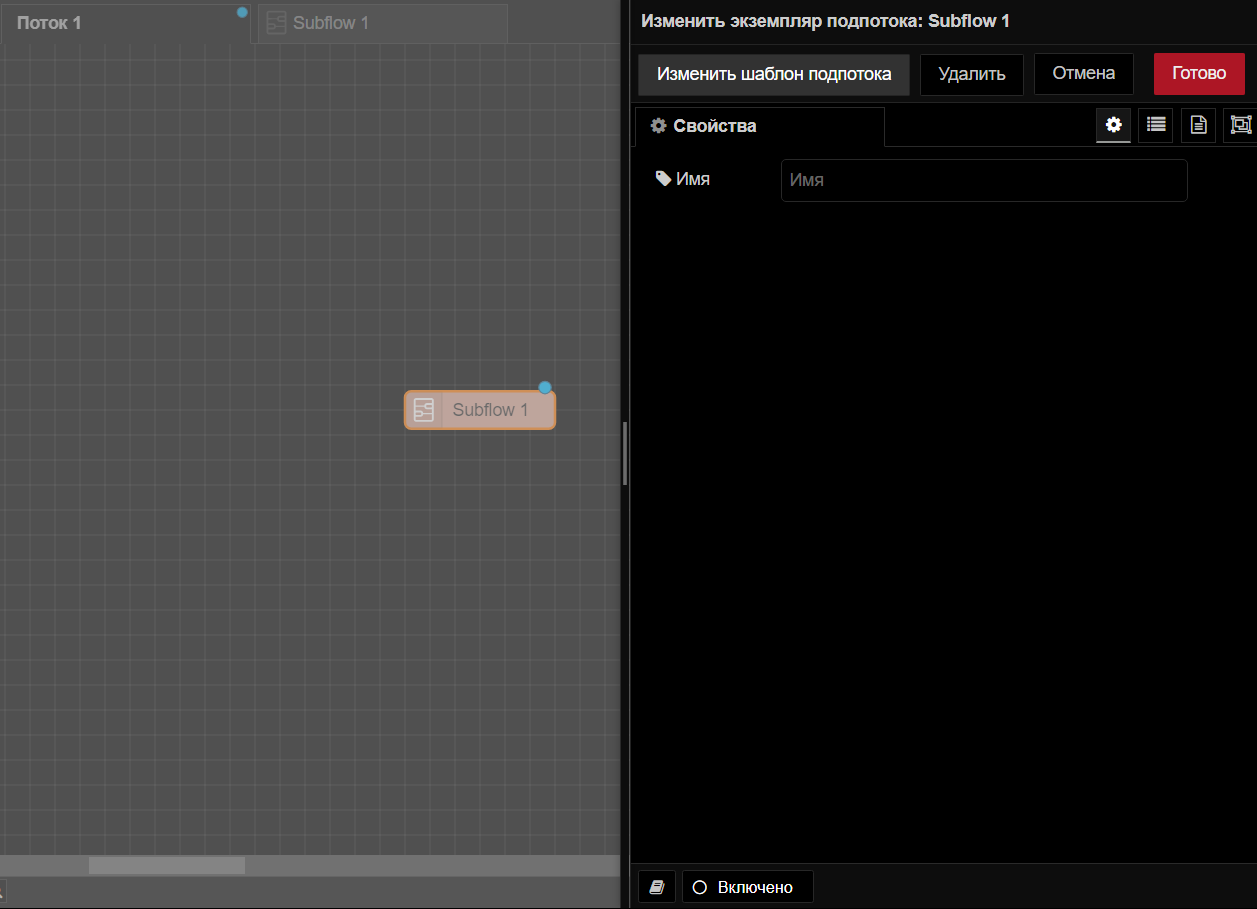 Поток 1
Subflow 1
Subflow 1
Изменить экземпляр подпотока: Subflow 1
Изменить шаблон подпотока
Удалить
Отмена
Готово
Свойства
Имя
Имя
Включено